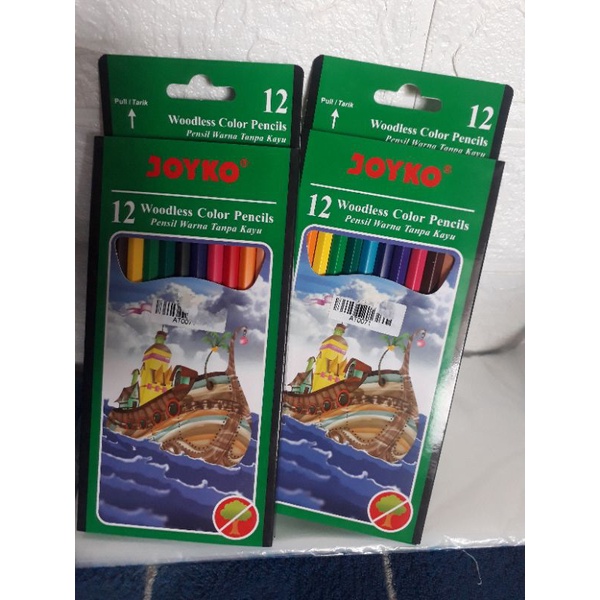 Pull / Tarik
12
Woodless Color Pencils
Pensil Warna Tanpa Kayu
JOYKO®
12 Woodless Color Pencils
Pensil Warna Tanpa Kayu
Pull / Tarik
12
Woodless Color Pencils
Pensil Warna Tanpa Kayu
JOYKO®
12 Woodless Color Pencils
Pensil Warna Tanpa Kayu
AT0071